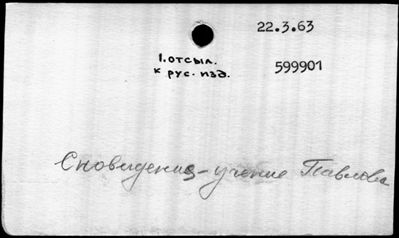 22.3.63
1. отсыл.
к рус. изд.
599901
Сновидения - учение Павлова